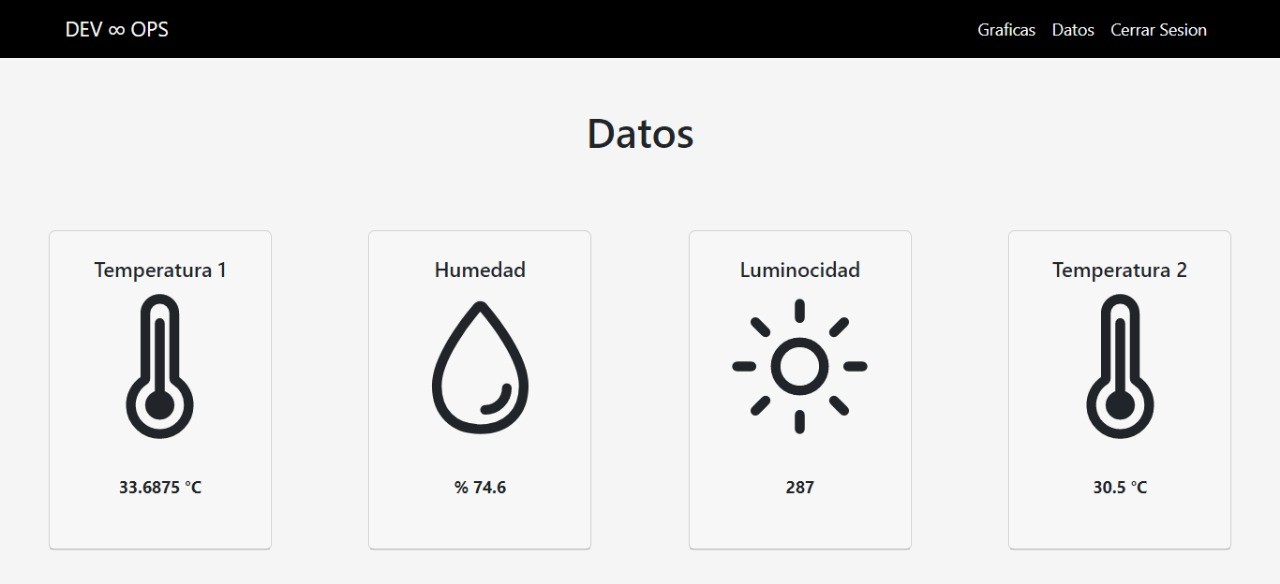 DEV ∞ OPS
Graficas Datos Cerrar Sesion
Datos
Temperatura 1
33.6875 °C
Humedad
% 74.6
Luminocidad
287
Temperatura 2
30.5 °C